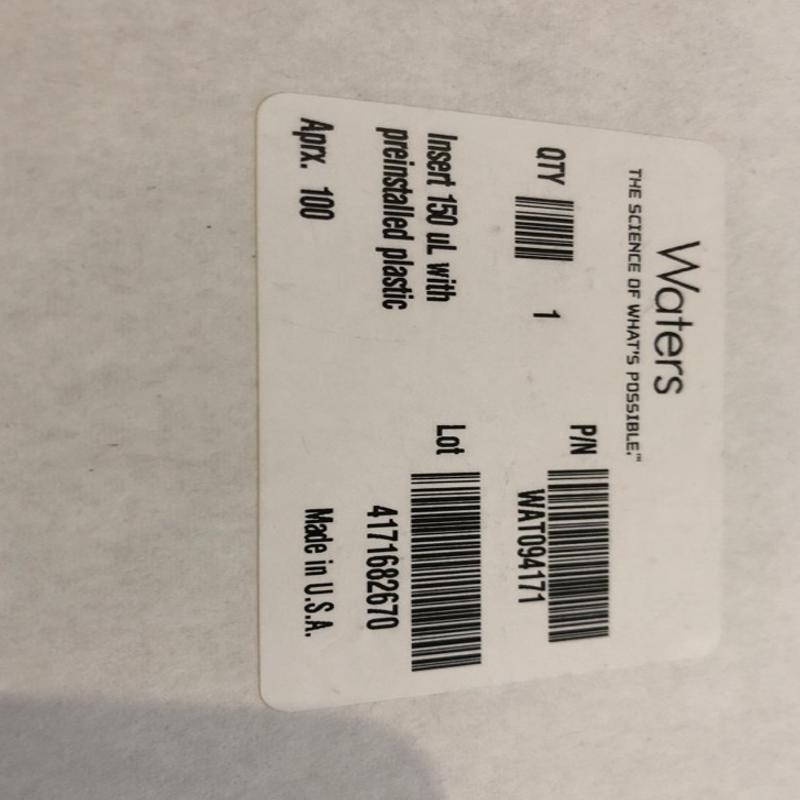 Waters
THE SCIENCE OF WHAT'S POSSIBLE.™
QTY 1
P/N
WAT094171
Insert 150 uL with
preinstalled plastic
Lot
4171682670
Aprx. 100
Made in U.S.A.